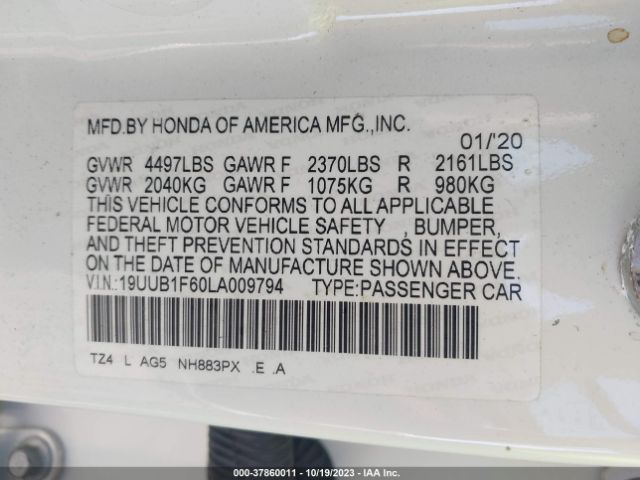 MFD.BY HONDA OF AMERICA MFG.,INC.
01/'20
GVWR 4497LBS GAWR F 2370LBS R 2161LBS
GVWR 2040KG GAWR F 1075KG R 980KG
THIS VEHICLE CONFORMS TO ALL APPLICABLE
FEDERAL MOTOR VEHICLE SAFETY , BUMPER,
AND THEFT PREVENTION STANDARDS IN EFFECT
ON THE DATE OF MANUFACTURE SHOWN ABOVE.
V.I.N.:19UUB1F60LA009794 TYPE:PASSENGER CAR
TZ4 L AG5 NH883PX .E .A
000-37860011 - 10/19/2023 - IAAI, Inc.